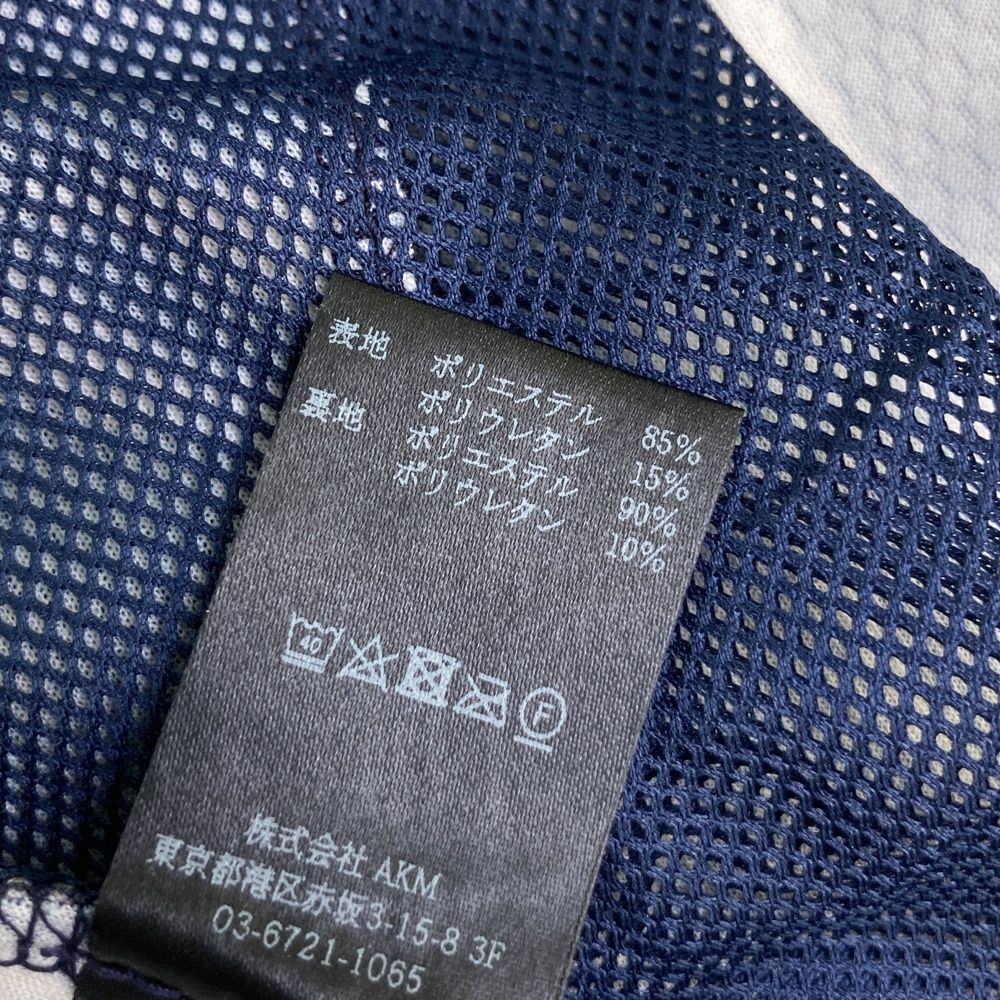 表地 ポリエステル 85%
ポリウレタン 15%
裏地 ポリエステル 90%
ポリウレタン 10%
40
F
株式会社 AKM
東京都港区赤坂3-15-8 3F
03-6721-1065